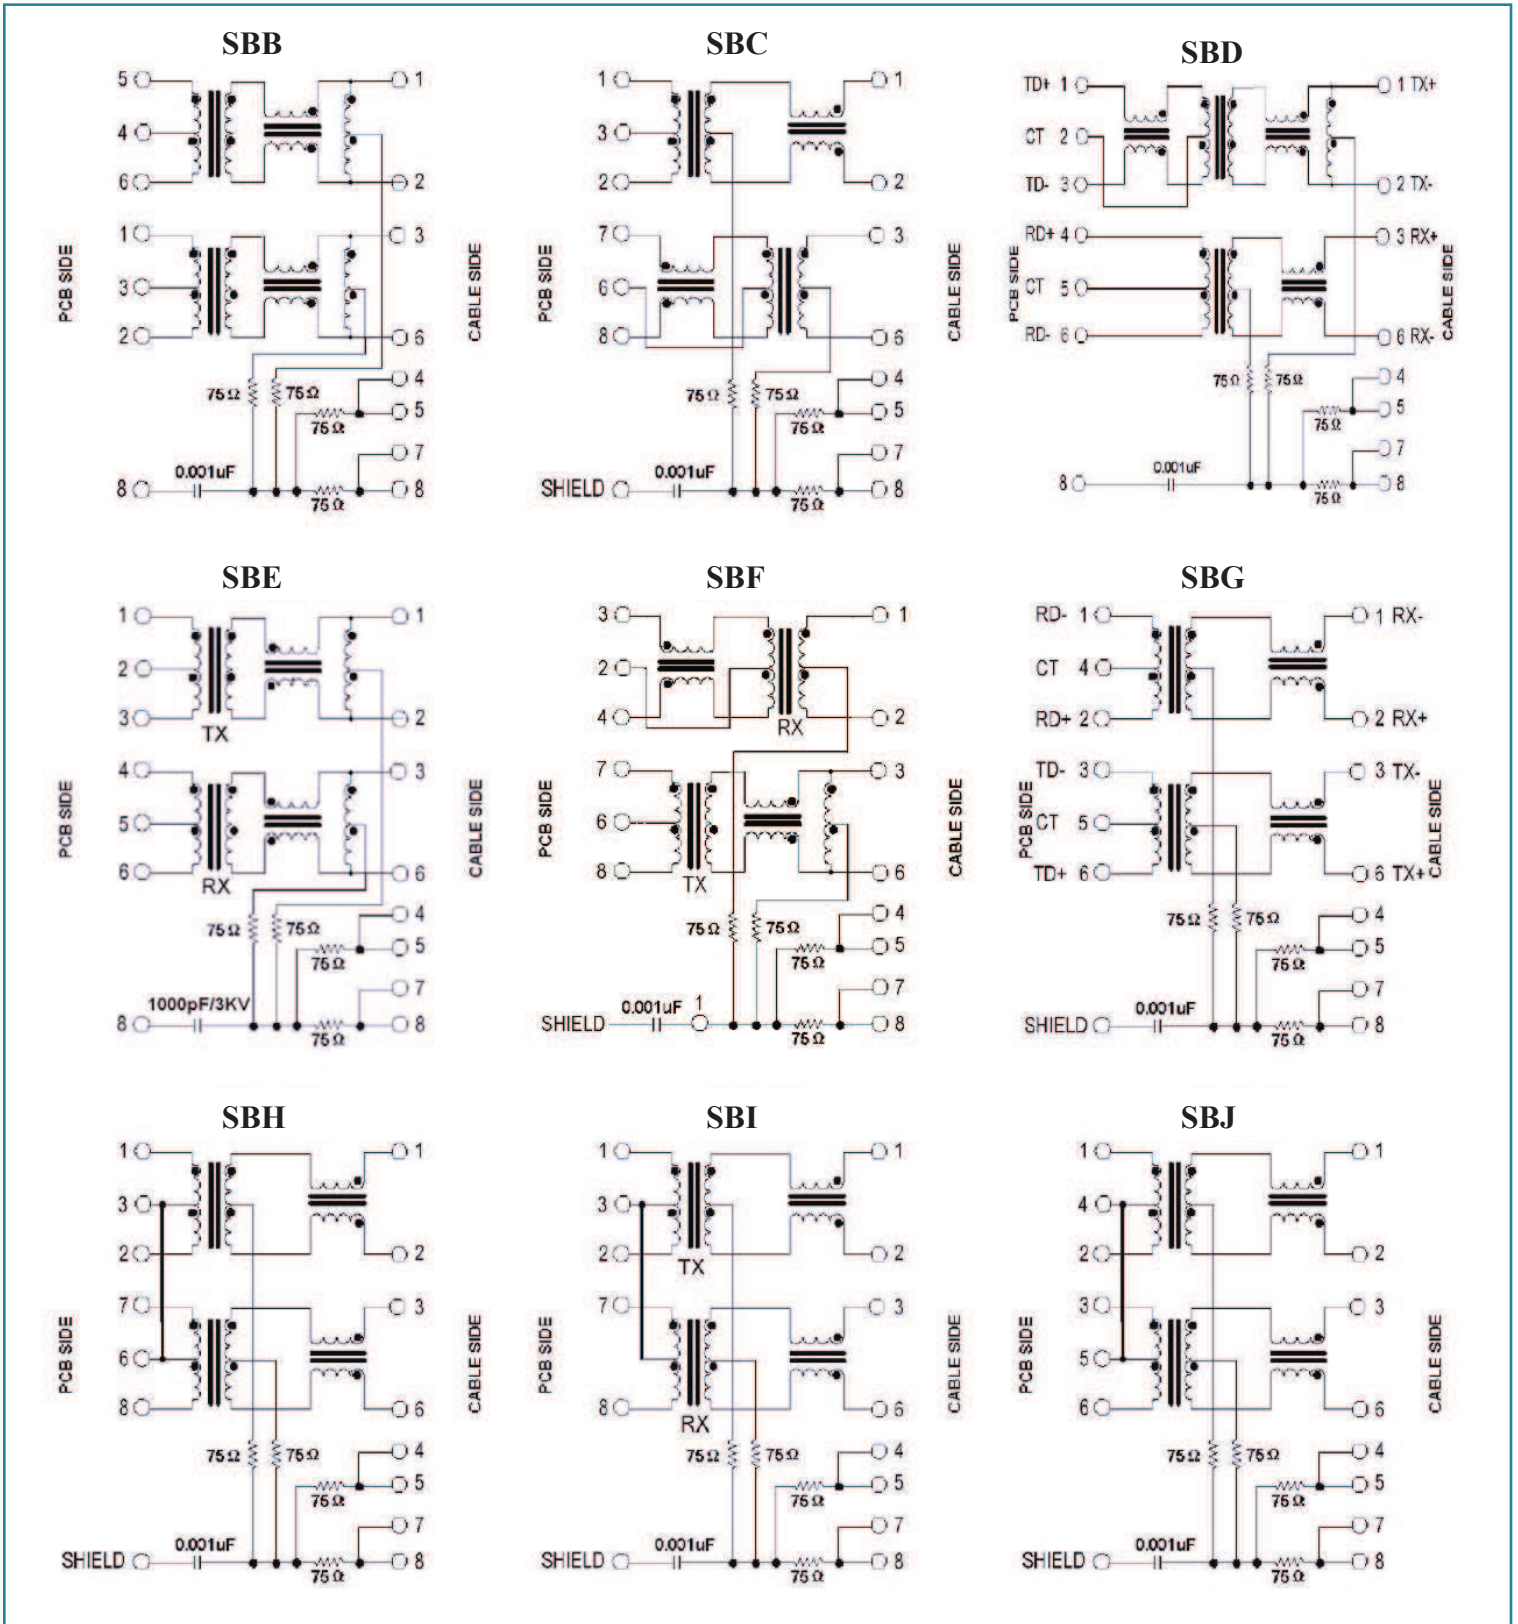 SBB
5 1
4
6 2
1 3
3
2 6
PCB SIDE
CABLE SIDE
75Ω 75Ω
4
5
75Ω
7
0.001uF
8 8
75Ω
SBC
1 1
3
2 2
7 3
6
8 6
PCB SIDE
CABLE SIDE
75Ω 75Ω
4
5
75Ω
7
0.001uF
SHIELD 8
75Ω
SBD
TD+ 1 1 TX+
CT 2
TD- 3 2 TX-
RD+ 4 3 RX+
CT 5
RD- 6 6 RX-
PCB SIDE
CABLE SIDE
75Ω 75Ω
4
5
75Ω
7
0.001uF
8 8
75Ω
SBE
1 1
2
3 2
TX
4 3
5
6 6
RX
PCB SIDE
CABLE SIDE
75Ω 75Ω
4
5
75Ω
7
1000pF/3KV
8 8
75Ω
SBF
3 1
2
4 2
RX
7 3
6
8 6
TX
PCB SIDE
CABLE SIDE
75Ω 75Ω
4
5
75Ω
7
0.001uF 1
SHIELD 8
75Ω
SBG
RD- 1 1 RX-
CT 4
RD+ 2 2 RX+
TD- 3 3 TX-
CT 5
TD+ 6 6 TX+
PCB SIDE
CABLE SIDE
75Ω 75Ω
4
5
75Ω
7
0.001uF
SHIELD 8
75Ω
SBH
1 1
3
2 2
7 3
6
8 6
PCB SIDE
CABLE SIDE
75Ω 75Ω
4
5
75Ω
7
0.001uF
SHIELD 8
75Ω
SBI
1 1
3
2 2
TX
7 3
8 6
RX
PCB SIDE
CABLE SIDE
75Ω 75Ω
4
5
75Ω
7
0.001uF
SHIELD 8
75Ω
SBJ
1 1
4
2 2
3 3
5
6 6
PCB SIDE
CABLE SIDE
75Ω 75Ω
4
5
75Ω
7
0.001uF
SHIELD 8
75Ω